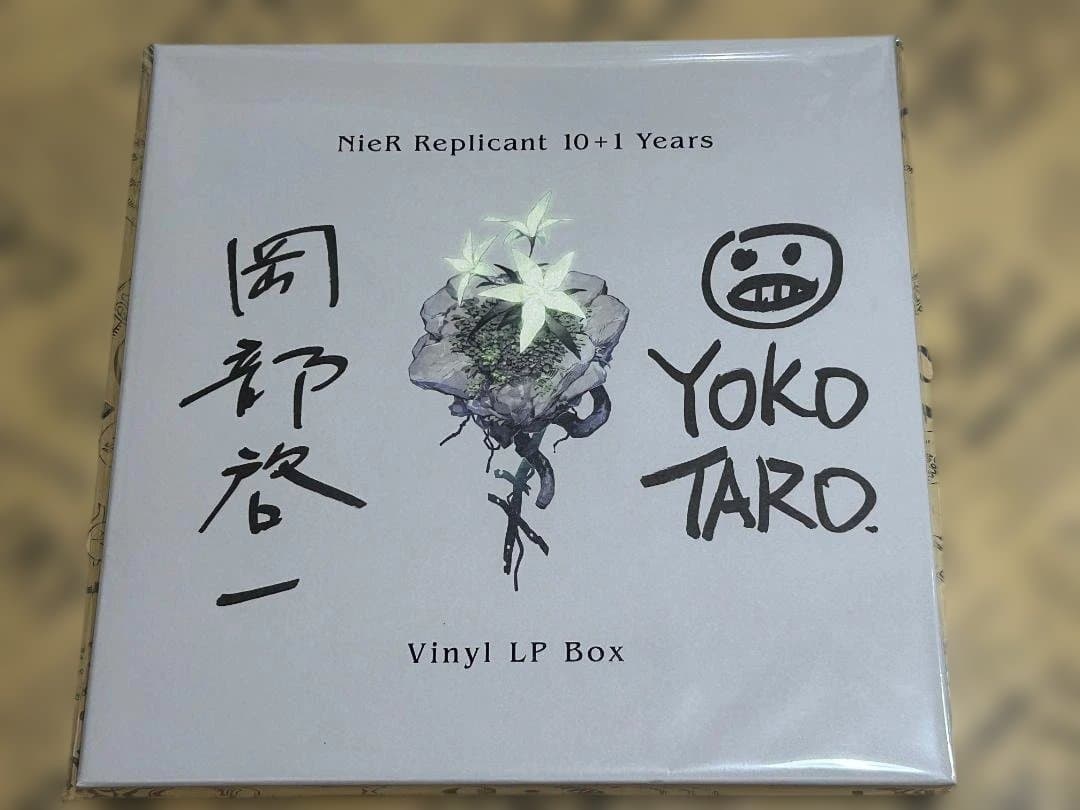 NieR Replicant 10+1 Years
岡部啓一
YOKO
TARO.
Vinyl LP Box